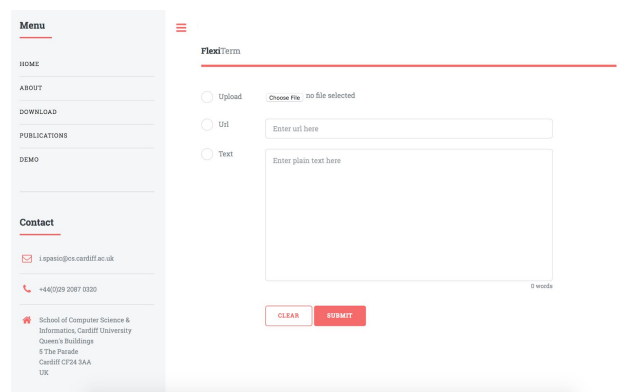 Menu
HOME
ABOUT
DOWNLOAD
PUBLICATIONS
DEMO
Contact
i.spasic@cs.cardiff.ac.uk
+44(0)29 2087 0320
School of Computer Science &
Informatics, Cardiff University
Queen's Buildings
5 The Parade
Cardiff CF24 3AA
UK
FlexiTerm
Upload Choose File no file selected
Url Enter url here
Text Enter plain text here
0 words
CLEAR SUBMIT